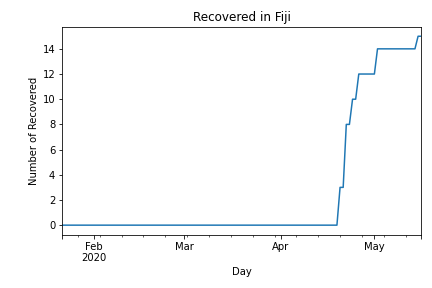 Recovered in Fiji
Number of Recovered
14
12
10
8
6
4
2
0
Feb
2020
Mar
Apr
May
Day